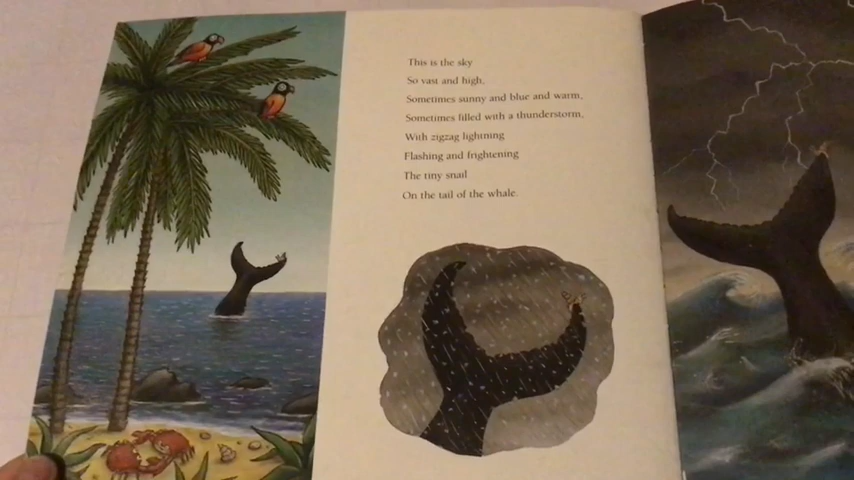 This is the sky
So vast and high,
Sometimes sunny and blue and warm,
Sometimes filled with a thunderstorm,
With zigzag lightning
Flashing and frightening
The tiny snail
On the tail of the whale.